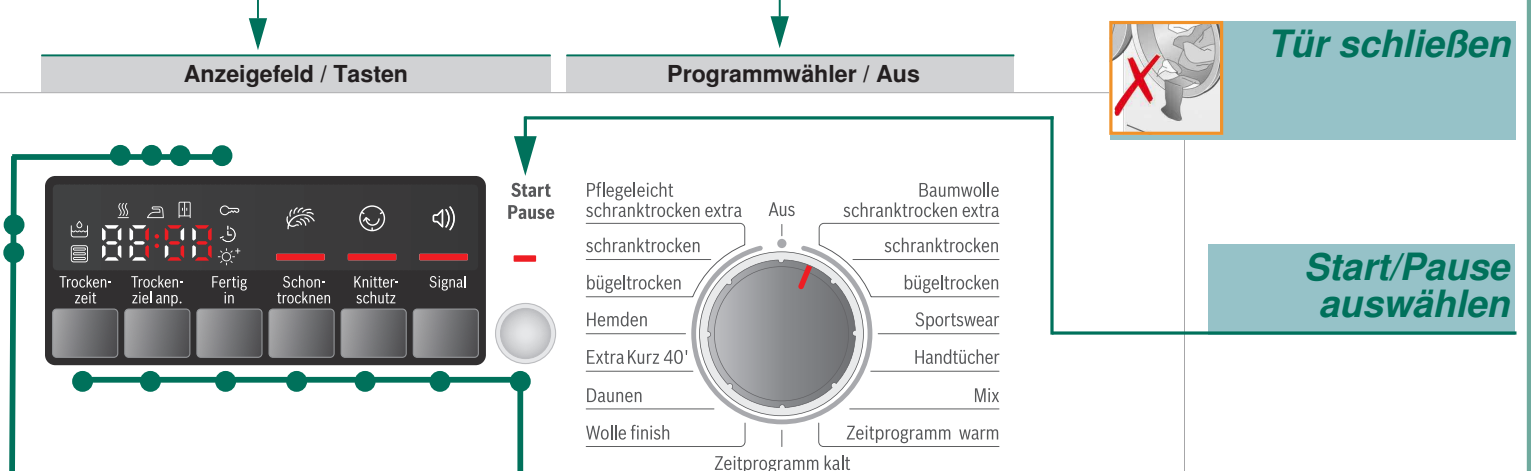 Anzeigefeld / Tasten
Programmwähler / Aus
Tür schließen
Start
Pause
88:88
Trocken-
zeit
Trocken-
ziel anp.
Fertig
in
Schon-
trocknen
Knitter-
schutz
Signal
Aus
Pflegeleicht
schranktrocken extra
schranktrocken
bügeltrocken
Hemden
Extra Kurz 40'
Daunen
Wolle finish
Baumwolle
schranktrocken extra
schranktrocken
bügeltrocken
Sportswear
Handtücher
Mix
Zeitprogramm warm
Zeitprogramm kalt
Start/Pause
auswählen